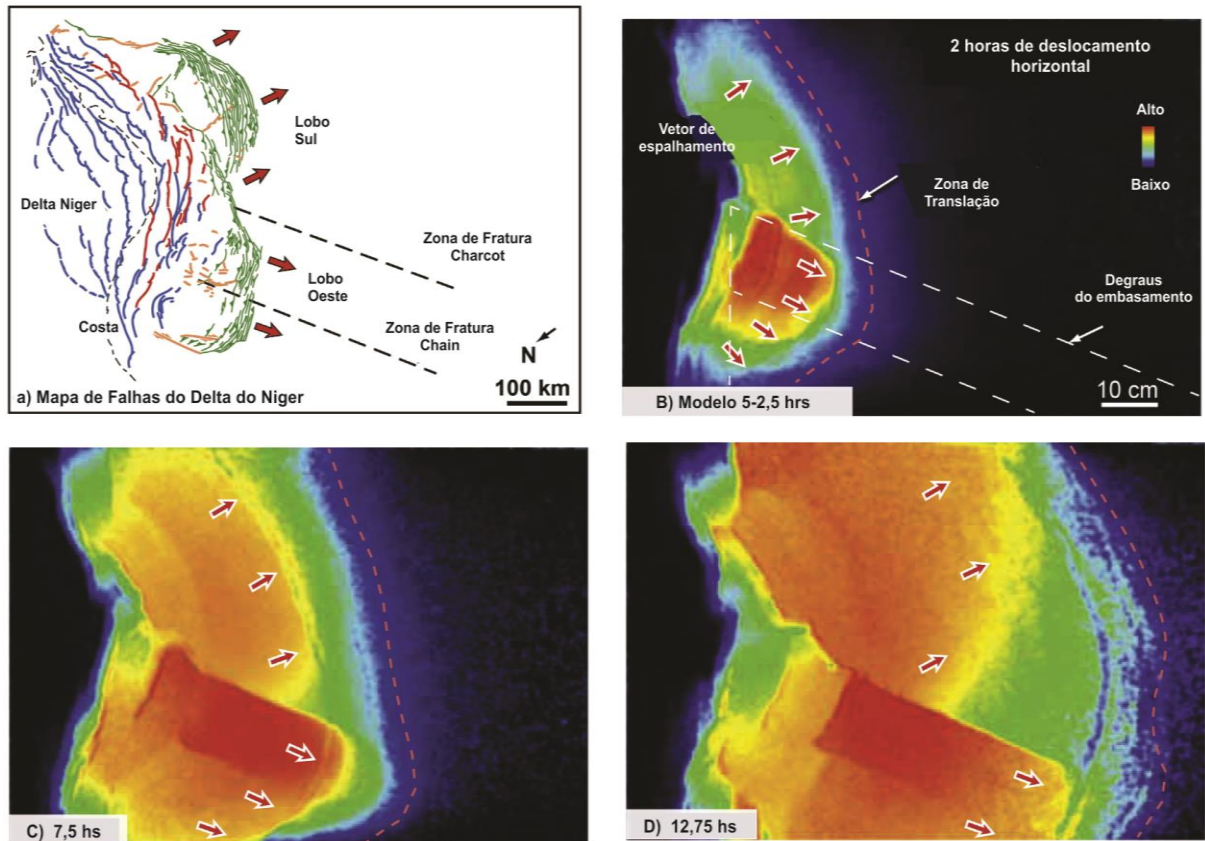 Lobo
Sul
Delta Niger
Zona de Fratura
Charcot
Lobo
Oeste
Costa
Zona de Fratura
Chain
N
100 km
a) Mapa de Falhas do Delta do Niger
2 horas de deslocamento
horizontal
Alto
Vetor de
espalhamento
Baixo
Zona de
Translação
Degraus
do embasamento
B) Modelo 5-2,5 hrs
10 cm
C) 7,5 hs
D) 12,75 hs